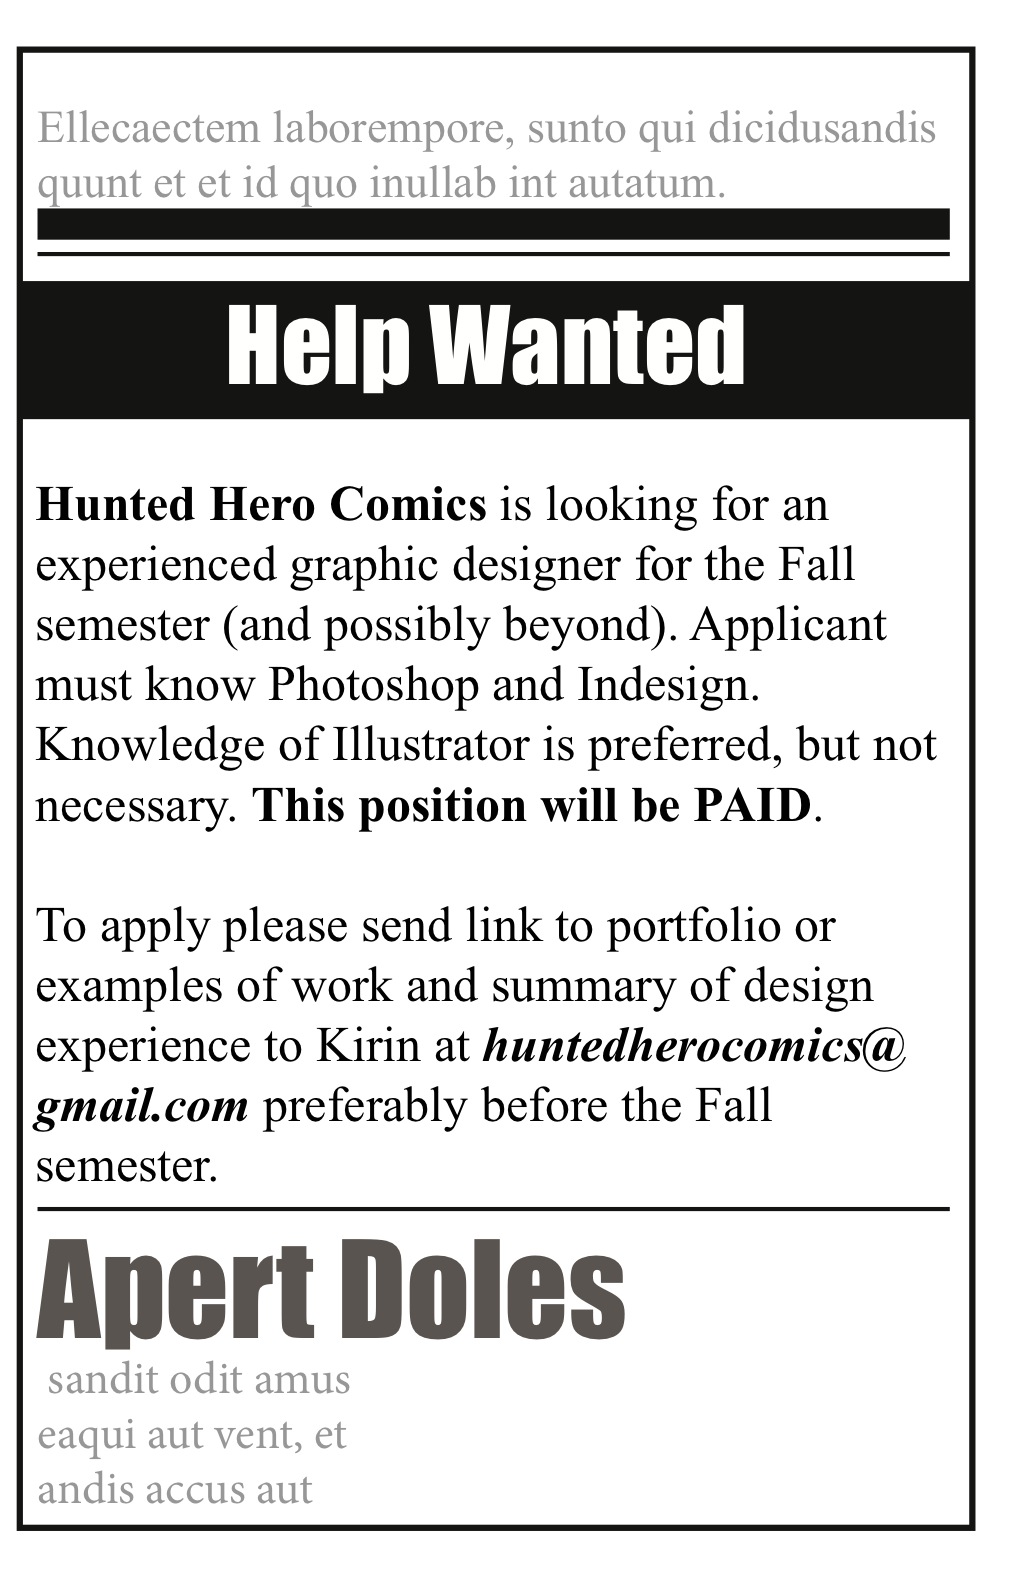 Ellecaectem laborempore, sunto qui dicidusandis
quunt et et id quo inullab int autatum.
Help Wanted
Hunted Hero Comics is looking for an
experienced graphic designer for the Fall
semester (and possibly beyond). Applicant
must know Photoshop and Indesign.
Knowledge of Illustrator is preferred, but not
necessary. This position will be PAID.
To apply please send link to portfolio or
examples of work and summary of design
experience to Kirin at huntedherocomics@
gmail.com preferably before the Fall
semester.
Apert Doles
sandit odit amus
eaqui aut vent, et
andis accus aut